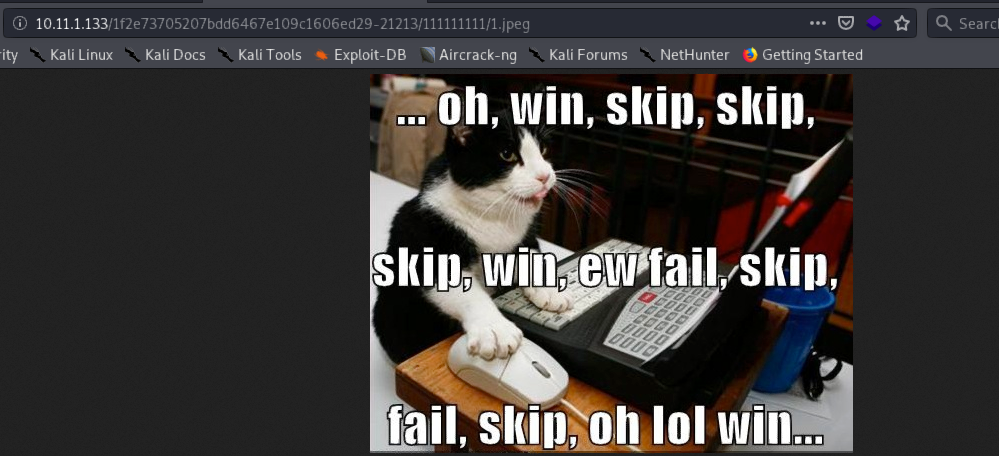 10.11.1.133/1f2e73705207bdd6467e109c1606ed29-21213/111111111/1.jpeg
Searc
ity Kali Linux Kali Docs Kali Tools Exploit-DB Aircrack-ng Kali Forums NetHunter Getting Started
... oh, win, skip, skip,
skip, win, ew fail, skip,
fail, skip, oh lol win...